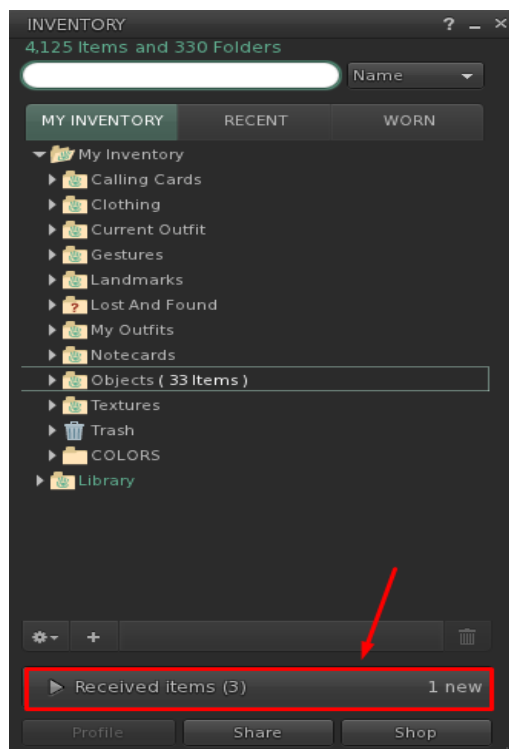 INVENTORY ? _ ×
4,125 Items and 330 Folders
Name
MY INVENTORY RECENT WORN
My Inventory
Calling Cards
Clothing
Current Outfit
Gestures
Landmarks
? Lost And Found
My Outfits
Notecards
Objects ( 33 Items )
Textures
Trash
COLORS
Library
+
Received items (3) 1 new
Profile Share Shop